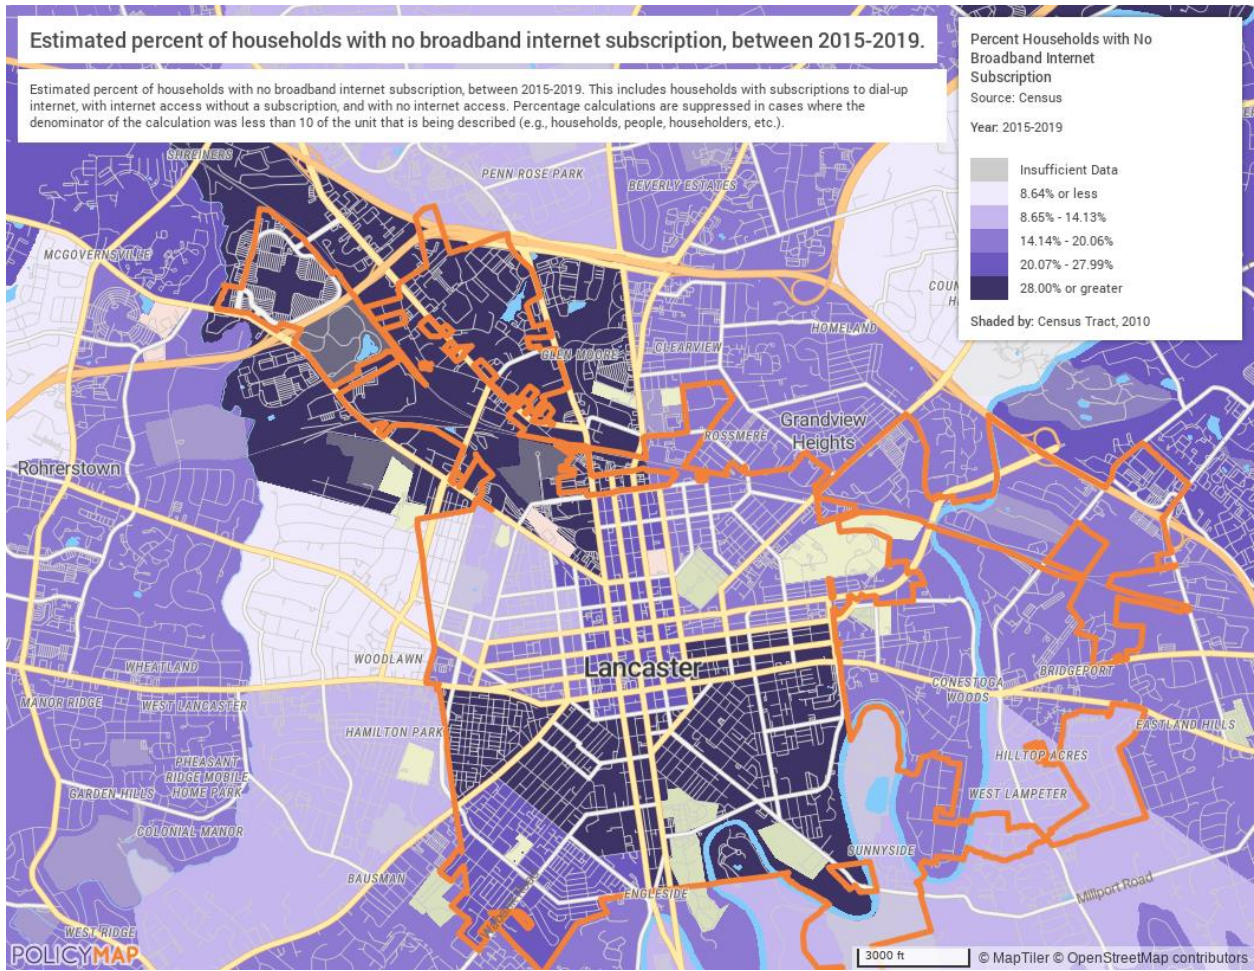 Estimated percent of households with no broadband internet subscription, between 2015-2019.
Estimated percent of households with no broadband internet subscription, between 2015-2019. This includes households with subscriptions to dial-up
internet, with internet access without a subscription, and with no internet access. Percentage calculations are suppressed in cases where the
denominator of the calculation was less than 10 of the unit that is being described (e.g., households, people, householders, etc.).
Percent Households with No
Broadband Internet
Subscription
Source: Census
Year: 2015-2019
Insufficient Data
8.64% or less
8.65% - 14.13%
14.14% - 20.06%
20.07% - 27.99%
28.00% or greater
Shaded by: Census Tract, 2010
SHREINERS
PENN ROSE PARK
BEVERLY ESTATES
MCGOVERNSVILLE
HOMELAND
CLEARVIEW
GLEN MOORE
Grandview
Heights
ROSSMERE
Rohrerstown
WOODLAWN
Lancaster
WHEATLAND
BRIDGEPORT
CONESTOGA
WOODS
MANOR RIDGE
WEST LANCASTER
HAMILTON PARK
EASTLAND HILLS
HILLTOP ACRES
PHEASANT
RIDGE MOBILE
HOME PARK
GARDEN HILLS
WEST LAMPETER
COLONIAL MANOR
SUNNYSIDE
BAUSMAN
ENGLESIDE
Millport Road
WEST RIDGE
POLICYMAP
3000 ft
© MapTiler © OpenStreetMap contributors